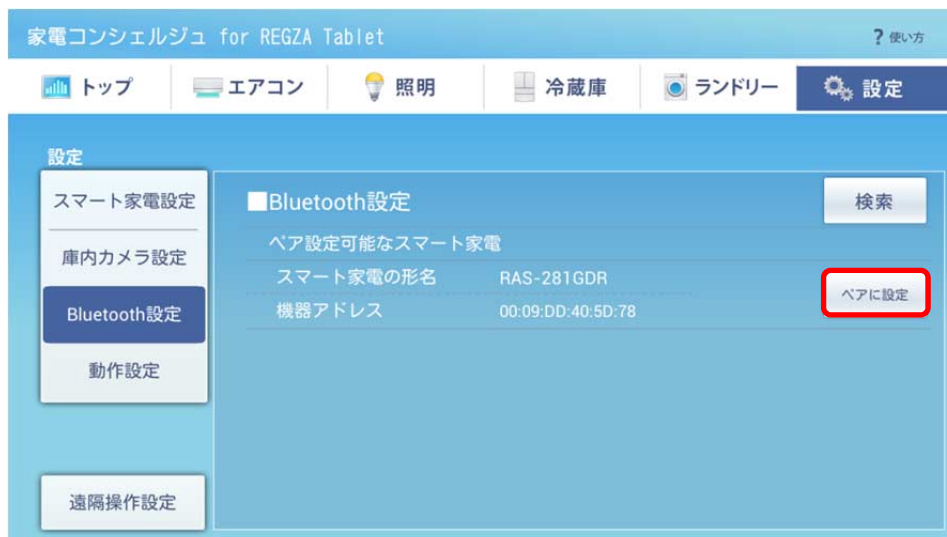 家電コンシェルジュ for REGZA Tablet
? 使い方
トップ エアコン 照明 冷蔵庫 ランドリー 設定
設定
スマート家電設定
庫内カメラ設定
Bluetooth設定
動作設定
遠隔操作設定
■Bluetooth設定
検索
ペア設定可能なスマート家電
スマート家電の形名 RAS-281GDR
機器アドレス 00:09:DD:40:5D:78
ペアに設定